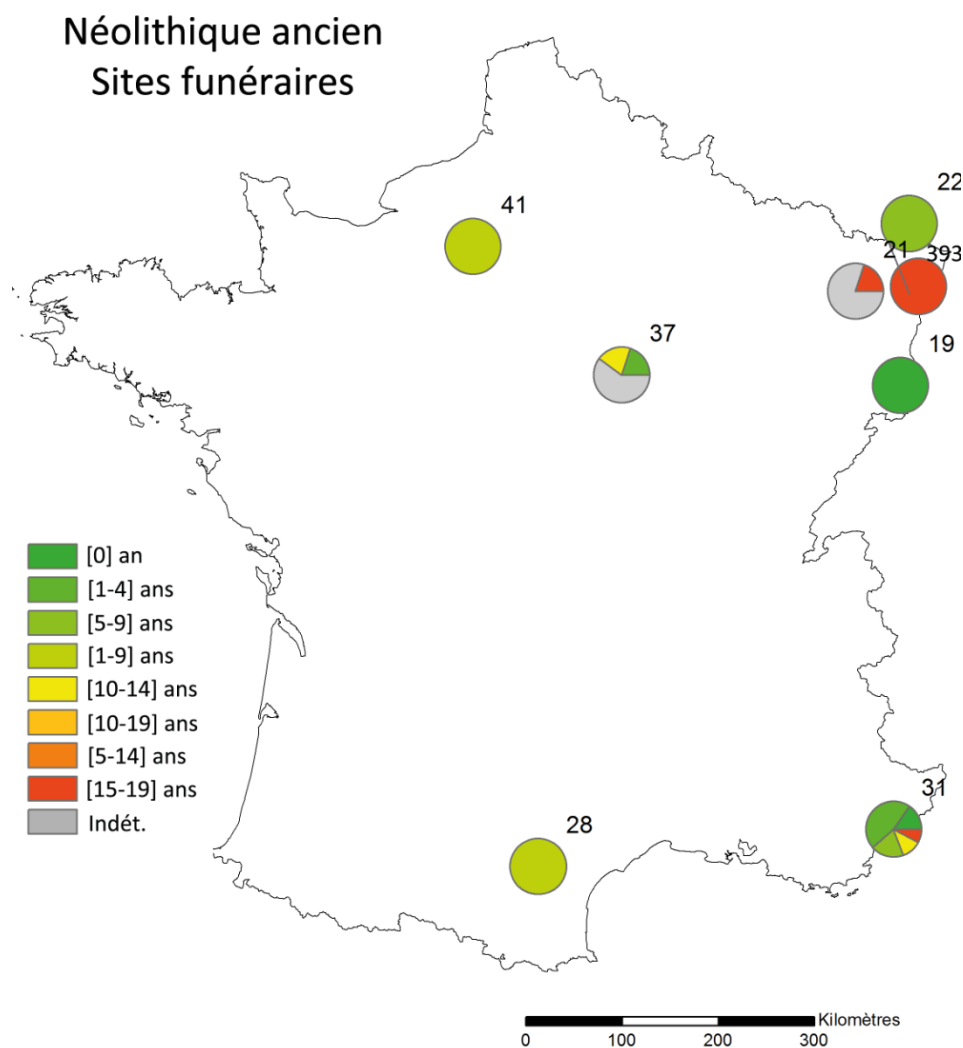 Néolithique ancien
Sites funéraires
22
41
21
393
19
37
[0] an
[1-4] ans
[5-9] ans
[1-9] ans
[10-14] ans
[10-19] ans
[5-14] ans
[15-19] ans
Indét.
31
28
Kilomètres
0 100 200 300